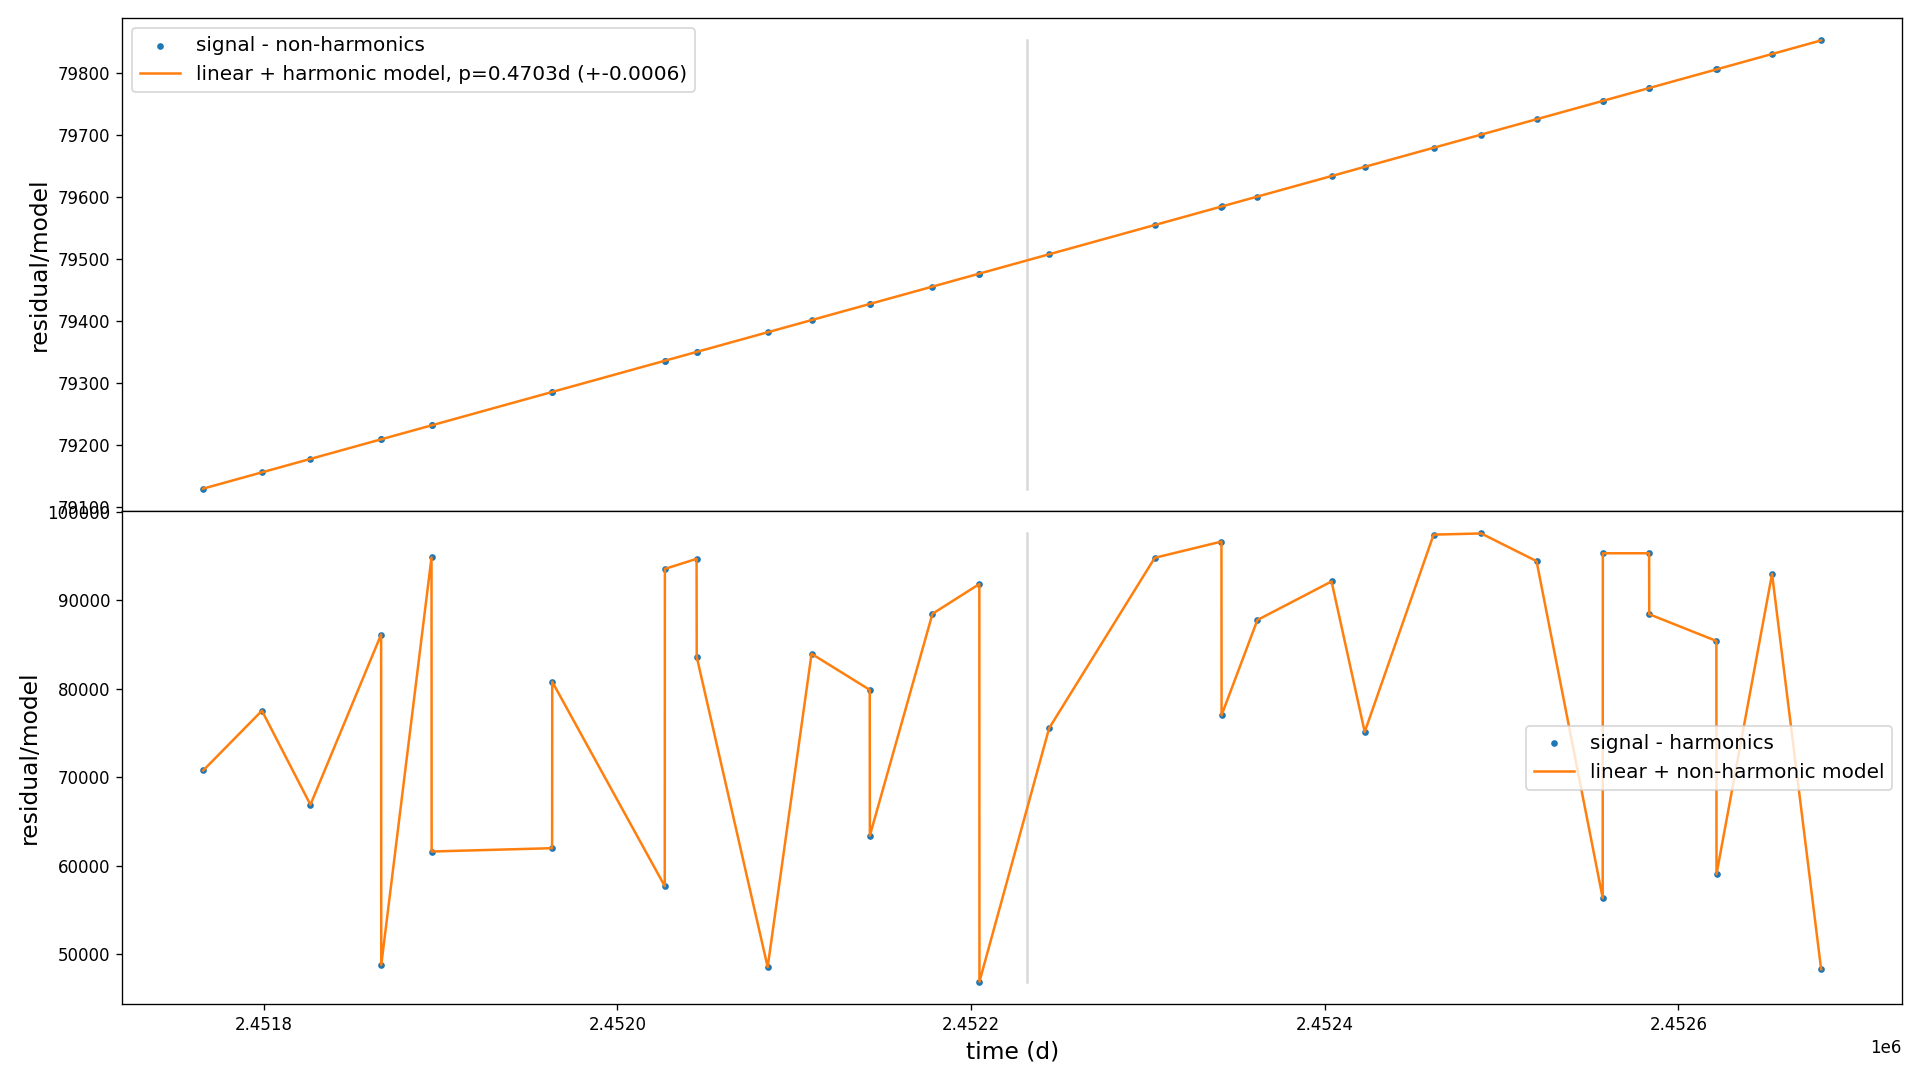 signal - non-harmonics
linear + harmonic model, p=0.4703d (+-0.0006)
79800
79700
79600
79500
79400
79300
79200
79100
residual/model
100000
90000
80000
70000
60000
50000
residual/model
signal - harmonics
linear + non-harmonic model
2.4518
2.4520
2.4522
2.4524
2.4526
1e6
time (d)